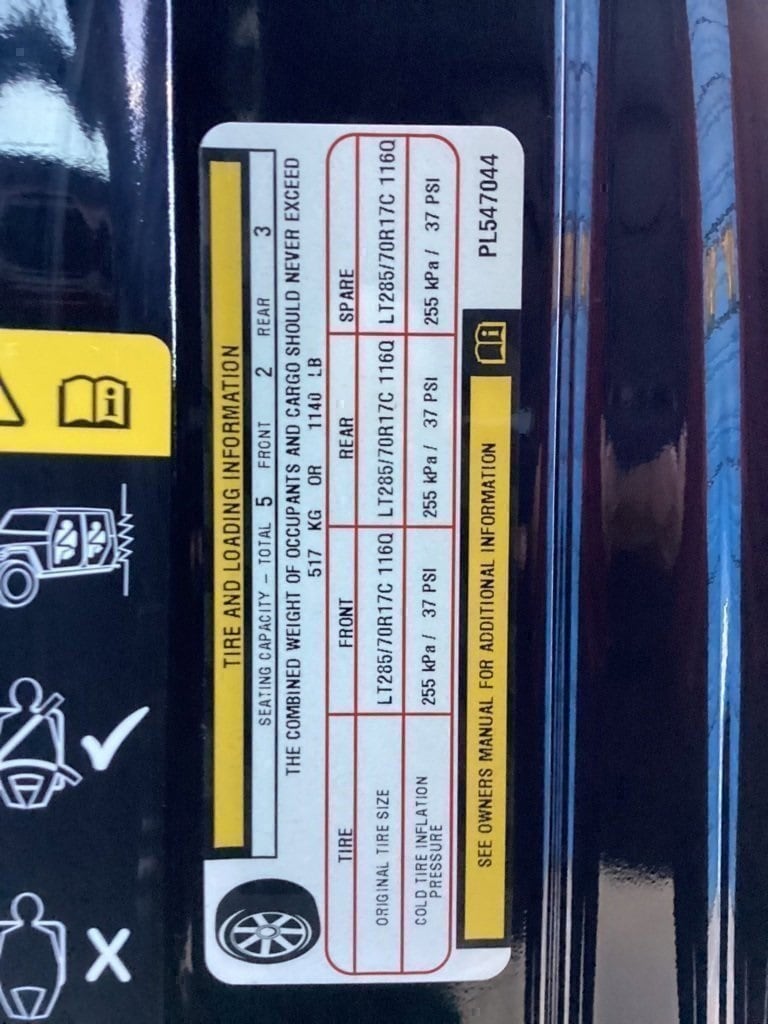 TIRE AND LOADING INFORMATION
SEATING CAPACITY – TOTAL 5 FRONT 2 REAR 3
THE COMBINED WEIGHT OF OCCUPANTS AND CARGO SHOULD NEVER EXCEED
517 KG OR 1140 LB
TIRE FRONT REAR SPARE
ORIGINAL TIRE SIZE LT285/70R17C 116Q LT285/70R17C 116Q LT285/70R17C 116Q
COLD TIRE INFLATION
PRESSURE 255 kPa / 37 PSI 255 kPa / 37 PSI 255 kPa / 37 PSI
SEE OWNERS MANUAL FOR ADDITIONAL INFORMATION
PL547044